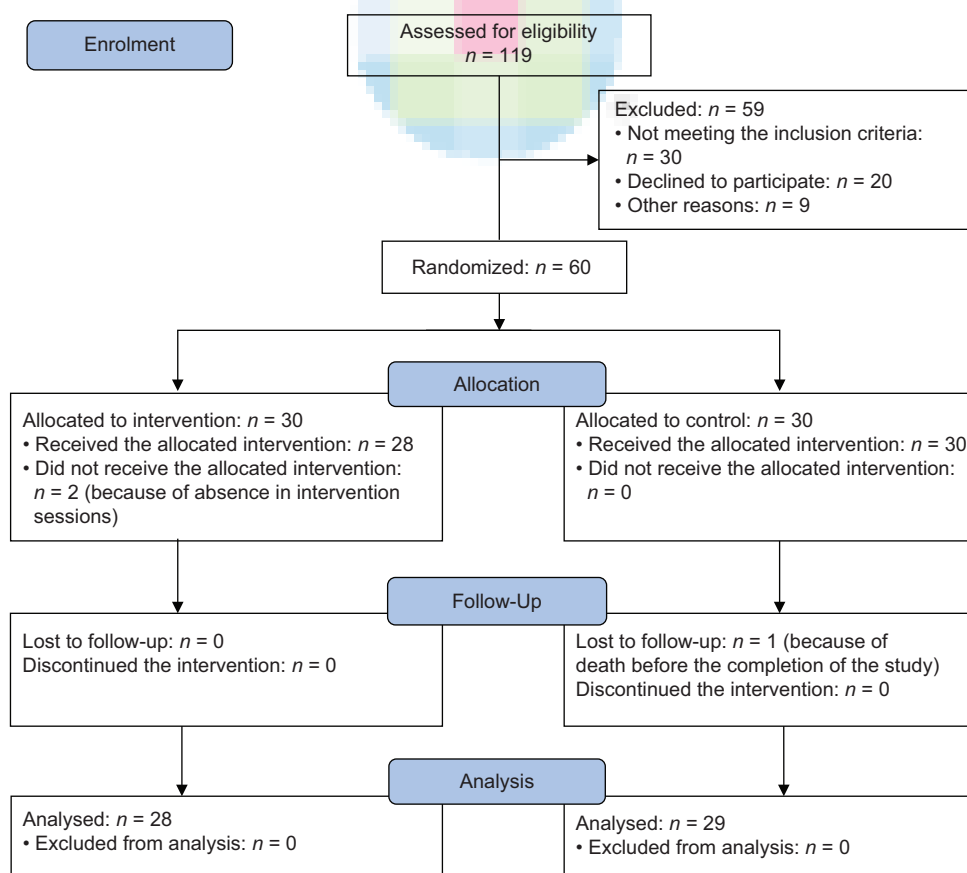 Enrolment
Assessed for eligibility
n = 119
Excluded: n = 59
• Not meeting the inclusion criteria:
n = 30
• Declined to participate: n = 20
• Other reasons: n = 9
Randomized: n = 60
Allocation
Allocated to intervention: n = 30
• Received the allocated intervention: n = 28
• Did not receive the allocated intervention:
n = 2 (because of absence in intervention
sessions)
Allocated to control: n = 30
• Received the allocated intervention: n = 30
• Did not receive the allocated intervention:
n = 0
Follow-Up
Lost to follow-up: n = 0
Discontinued the intervention: n = 0
Lost to follow-up: n = 1 (because of
death before the completion of the study)
Discontinued the intervention: n = 0
Analysis
Analysed: n = 28
• Excluded from analysis: n = 0
Analysed: n = 29
• Excluded from analysis: n = 0